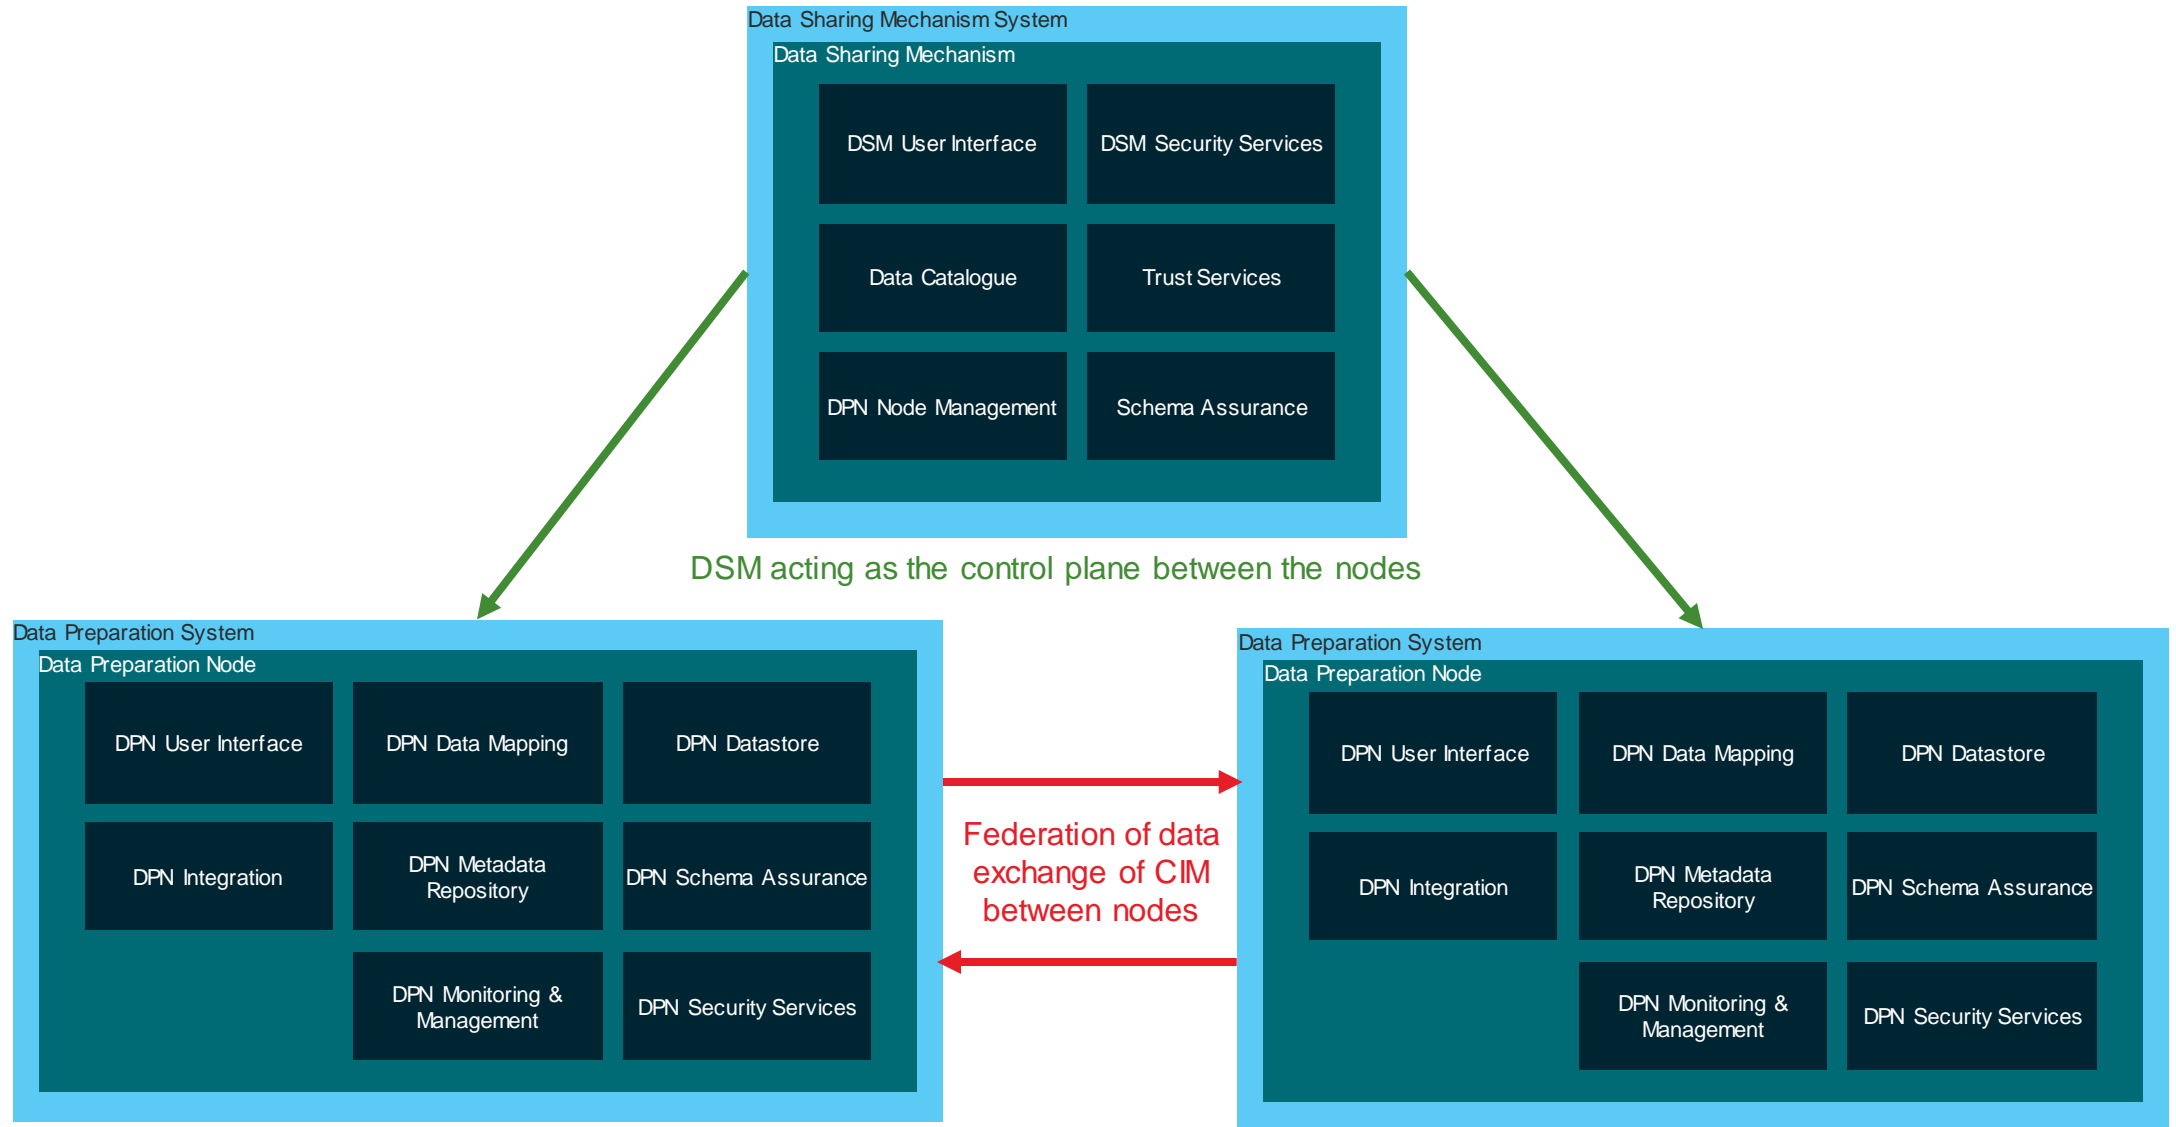 Data Sharing Mechanism System
Data Sharing Mechanism
DSM User Interface
DSM Security Services
Data Catalogue
Trust Services
DPN Node Management
Schema Assurance
DSM acting as the control plane between the nodes
Data Preparation System
Data Preparation Node
DPN User Interface
DPN Data Mapping
DPN Datastore
DPN Integration
DPN Metadata
Repository
DPN Schema Assurance
DPN Monitoring &
Management
DPN Security Services
Federation of data
exchange of CIM
between nodes
Data Preparation System
Data Preparation Node
DPN User Interface
DPN Data Mapping
DPN Datastore
DPN Integration
DPN Metadata
Repository
DPN Schema Assurance
DPN Monitoring &
Management
DPN Security Services